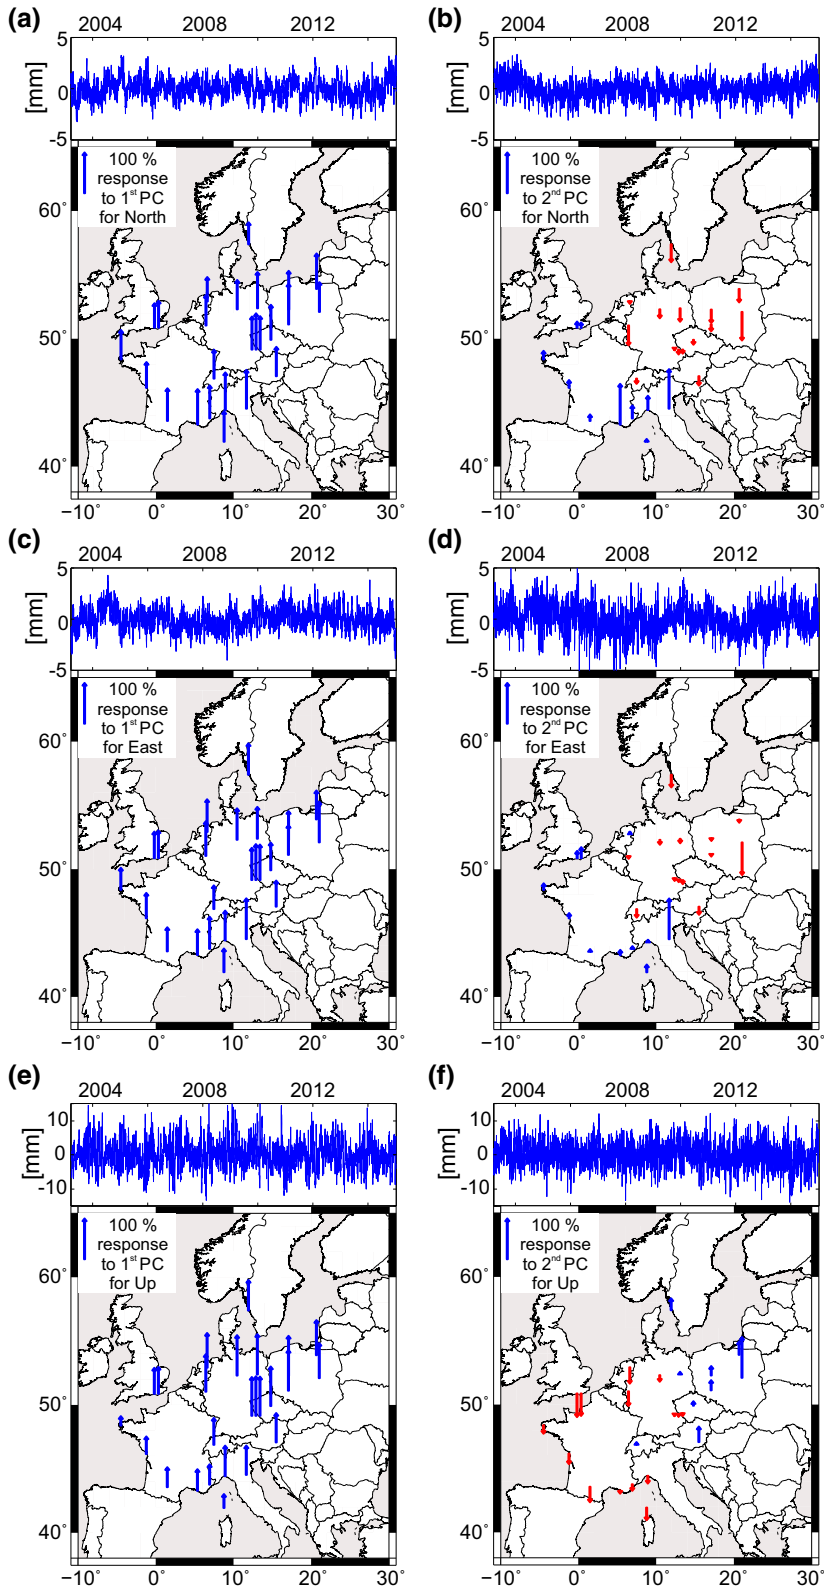 (a)
2004 2008 2012
5
0
-5
[mm]
100 %
response
to 1st PC
for North
60°
50°
40°
−10° 0° 10° 20° 30°
(b)
2004 2008 2012
5
0
-5
[mm]
100 %
response
to 2nd PC
for North
60°
50°
40°
−10° 0° 10° 20° 30°
(c)
2004 2008 2012
5
0
-5
[mm]
100 %
response
to 1st PC
for East
60°
50°
40°
−10° 0° 10° 20° 30°
(d)
2004 2008 2012
5
0
-5
[mm]
100 %
response
to 2nd PC
for East
60°
50°
40°
−10° 0° 10° 20° 30°
(e)
2004 2008 2012
10
0
-10
[mm]
100 %
response
to 1st PC
for Up
60°
50°
40°
−10° 0° 10° 20° 30°
(f)
2004 2008 2012
10
0
-10
[mm]
100 %
response
to 2nd PC
for Up
60°
50°
40°
−10° 0° 10° 20° 30°